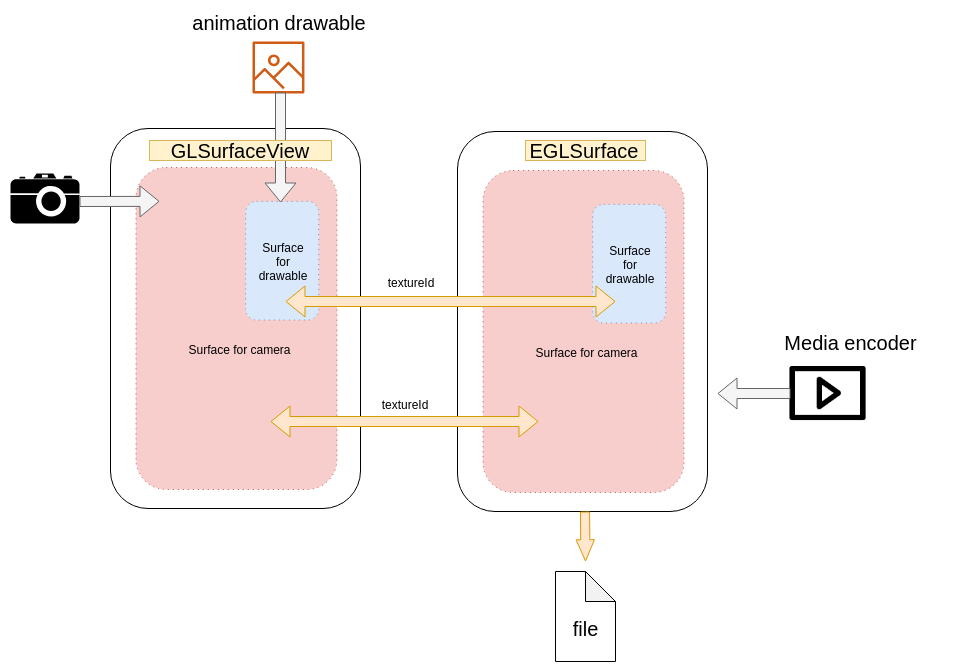 animation drawable
GLSurfaceView
EGLSurface
Surface
for
drawable
Surface
for
drawable
textureId
Surface for camera
Surface for camera
Media encoder
textureId
file